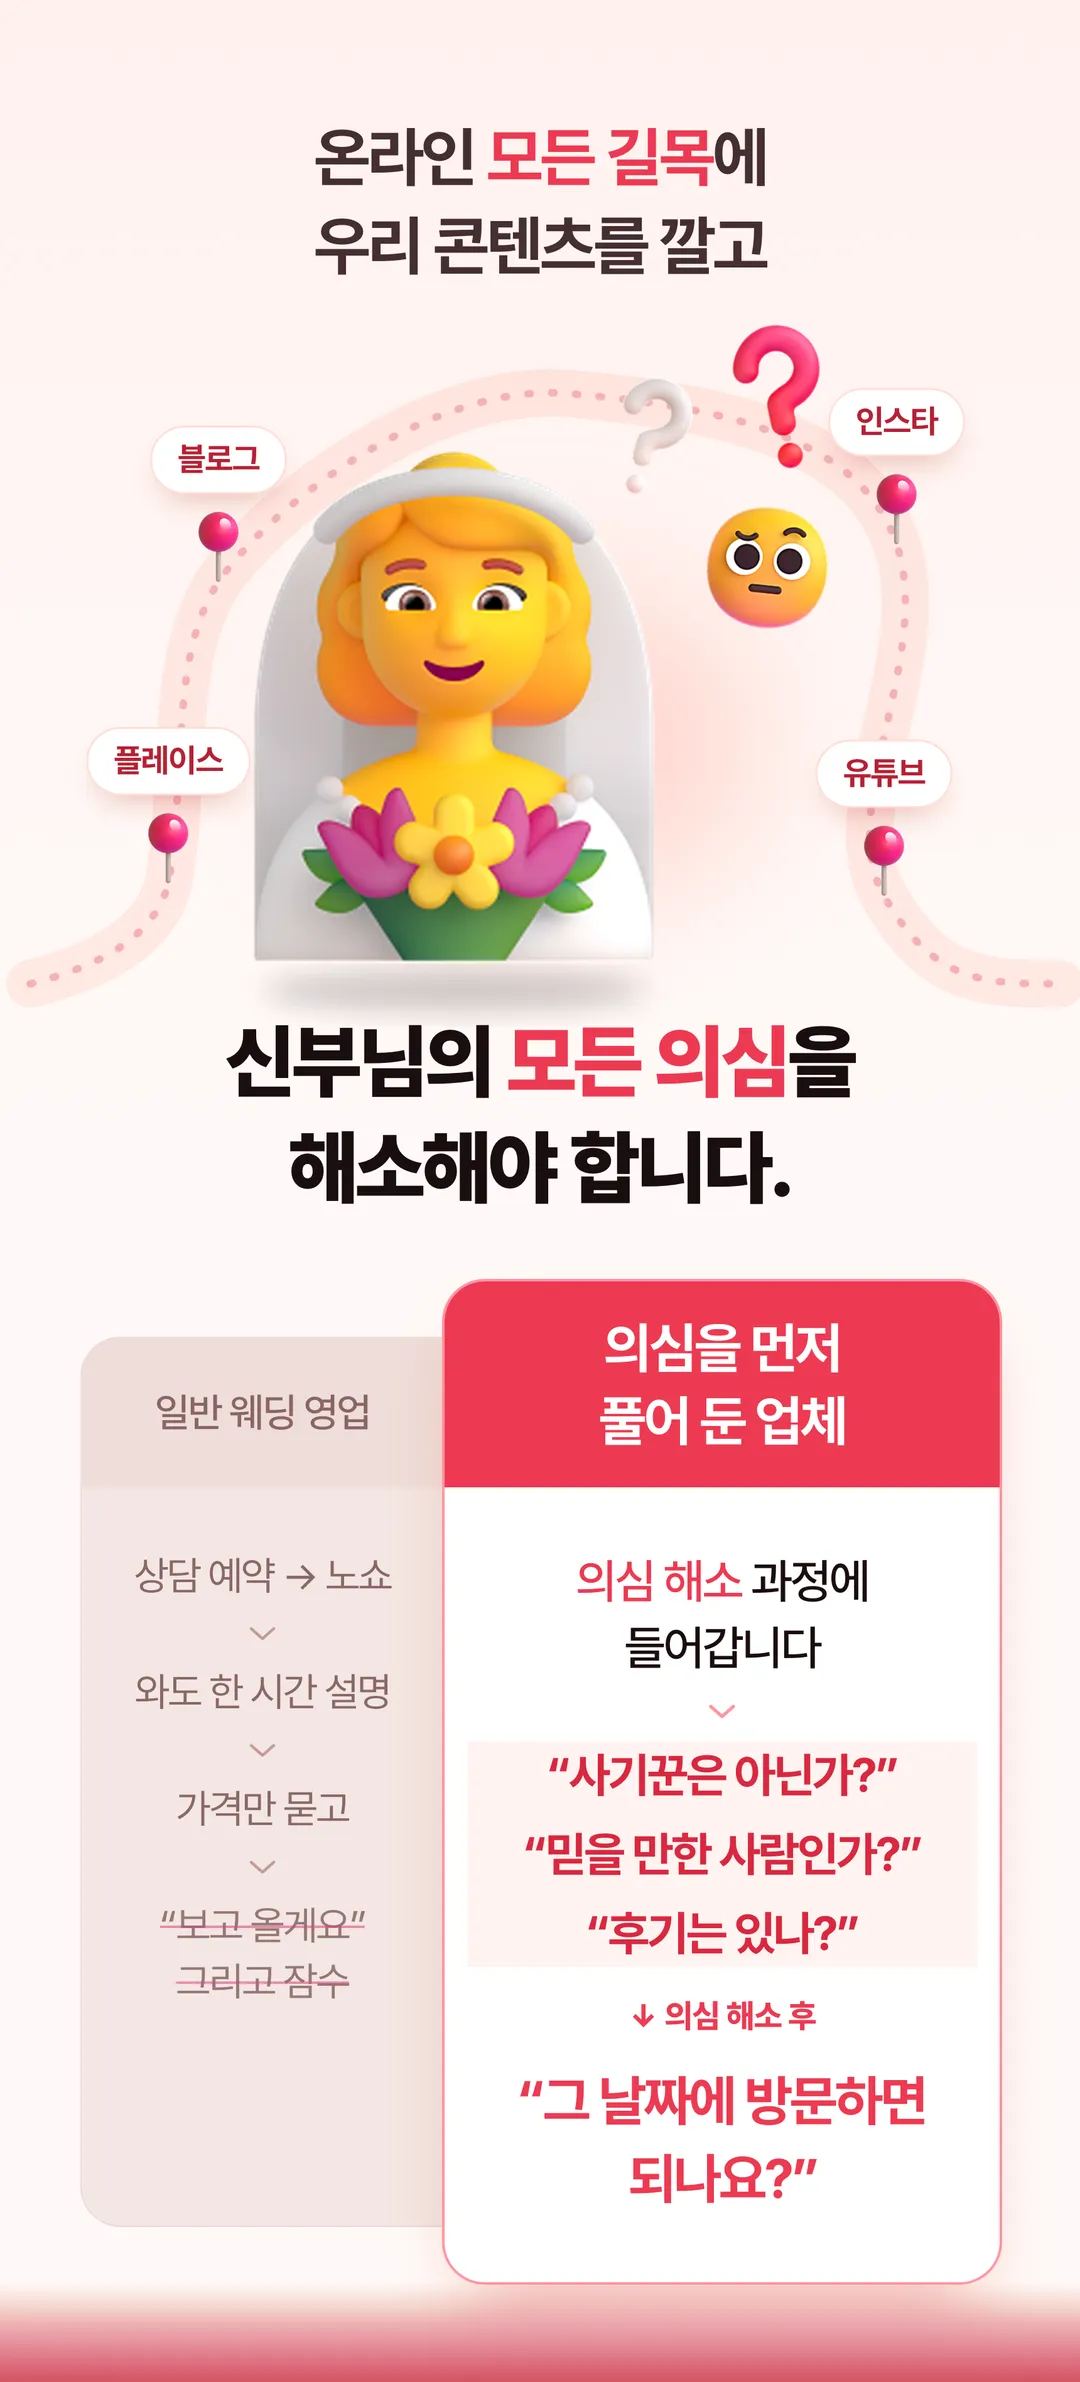 온라인 모든 길목에
우리 콘텐츠를 깔고
인스타
블로그
플레이스
유튜브
신부님의 모든 의심을
해소해야 합니다.
일반 웨딩 영업
상담 예약 → 노쇼
와도 한 시간 설명
가격만 묻고
“보고 올게요”
그리고 잠수
의심을 먼저
풀어 둔 업체
의심 해소 과정에
들어갑니다
“사기꾼은 아닌가?”
“믿을 만한 사람인가?”
“후기는 있나?”
↓ 의심 해소 후
“그 날짜에 방문하면
되나요?”